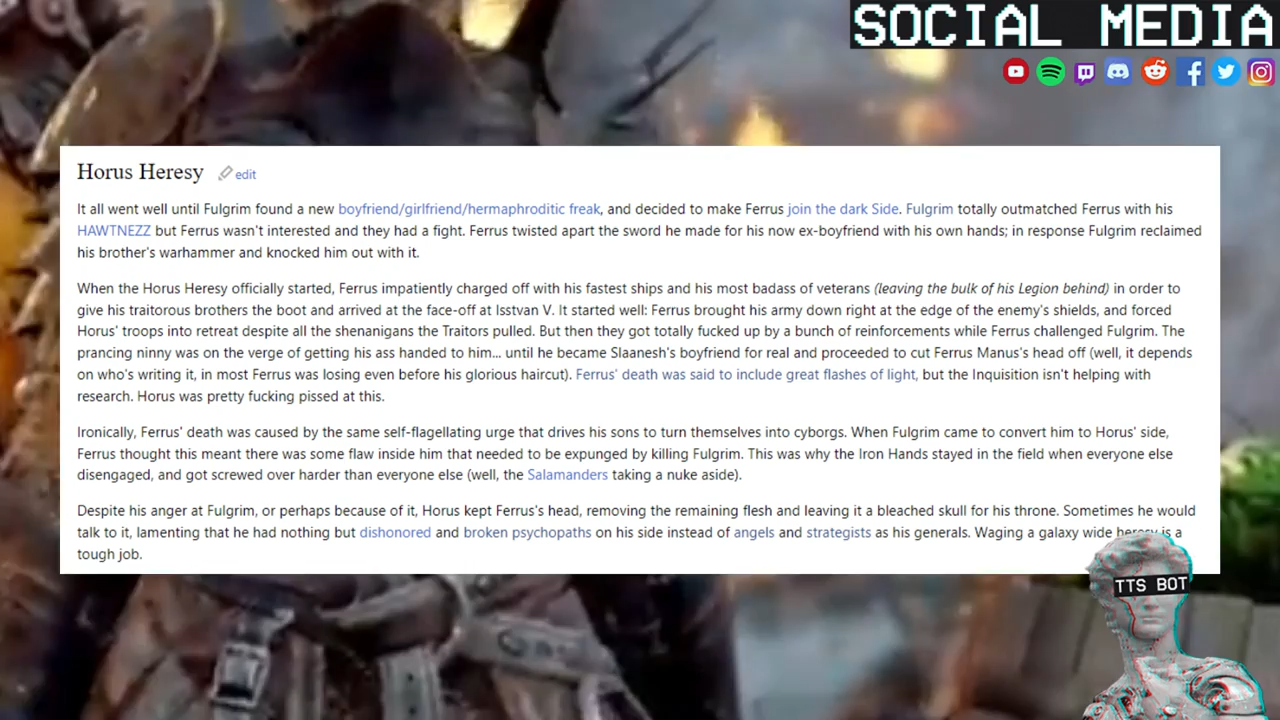 SOCIAL MEDIA
Horus Heresy edit
It all went well until Fulgrim found a new boyfriend/girlfriend/hermaphroditic freak, and decided to make Ferrus join the dark Side. Fulgrim totally outmatched Ferrus with his
HAWTNEZZ but Ferrus wasn't interested and they had a fight. Ferrus twisted apart the sword he made for his now ex-boyfriend with his own hands; in response Fulgrim reclaimed
his brother's warhammer and knocked him out with it.
When the Horus Heresy officially started, Ferrus impatiently charged off with his fastest ships and his most badass of veterans (leaving the bulk of his Legion behind) in order to
give his traitorous brothers the boot and arrived at the face-off at Isstvan V. It started well: Ferrus brought his army down right at the edge of the enemy's shields, and forced
Horus' troops into retreat despite all the shenanigans the Traitors pulled. But then they got totally fucked up by a bunch of reinforcements while Ferrus challenged Fulgrim. The
prancing ninny was on the verge of getting his ass handed to him... until he became Slaanesh's boyfriend for real and proceeded to cut Ferrus Manus's head off (well, it depends
on who's writing it, in most Ferrus was losing even before his glorious haircut). Ferrus' death was said to include great flashes of light, but the Inquisition isn't helping with
research. Horus was pretty fucking pissed at this.
Ironically, Ferrus' death was caused by the same self-flagellating urge that drives his sons to turn themselves into cyborgs. When Fulgrim came to convert him to Horus' side,
Ferrus thought this meant there was some flaw inside him that needed to be expunged by killing Fulgrim. This was why the Iron Hands stayed in the field when everyone else
disengaged, and got screwed over harder than everyone else (well, the Salamanders taking a nuke aside).
Despite his anger at Fulgrim, or perhaps because of it, Horus kept Ferrus's head, removing the remaining flesh and leaving it a bleached skull for his throne. Sometimes he would
talk to it, lamenting that he had nothing but dishonored and broken psychopaths on his side instead of angels and strategists as his generals. Waging a galaxy wide heresy is a
tough job.
TTS BOT